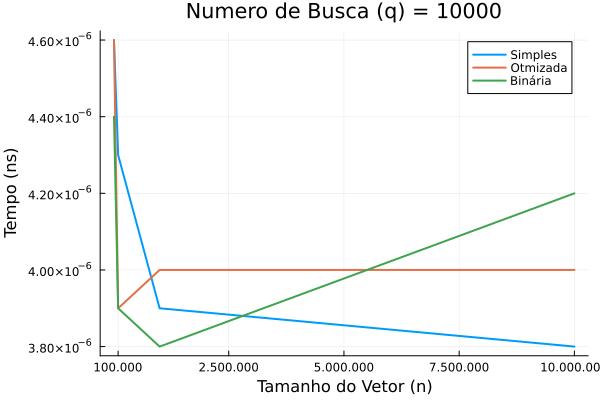 Numero de Busca (q) = 10000
Simples
Otmizada
Binária
Tempo (ns)
4.60×10⁻⁶
4.40×10⁻⁶
4.20×10⁻⁶
4.00×10⁻⁶
3.80×10⁻⁶
100.000 2.500.000 5.000.000 7.500.000 10.000.00
Tamanho do Vetor (n)